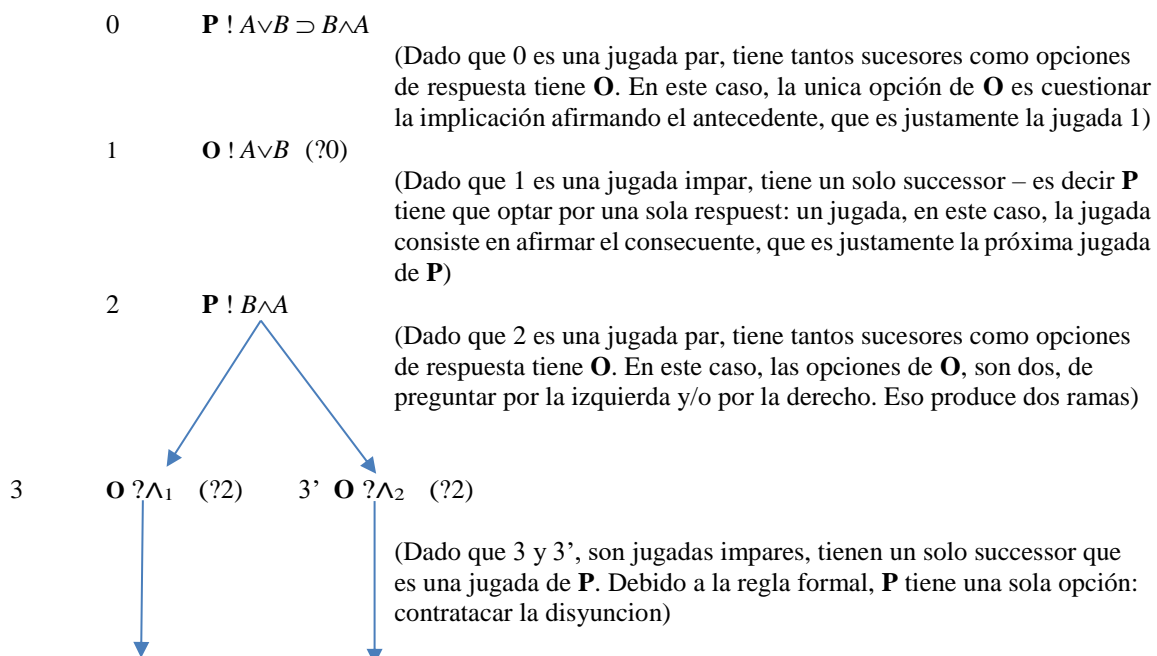 0 P ! A∨B ⊃ B∧A
(Dado que 0 es una jugada par, tiene tantos sucesores como opciones
de respuesta tiene O. En este caso, la unica opción de O es cuestionar
la implicación afirmando el antecedente, que es justamente la jugada 1)
1 O ! A∨B (?0)
(Dado que 1 es una jugada impar, tiene un solo successor – es decir P
tiene que optar por una sola respuest: un jugada, en este caso, la jugada
consiste en afirmar el consecuente, que es justamente la próxima jugada
de P)
2 P ! B∧A
(Dado que 2 es una jugada par, tiene tantos sucesores como opciones
de respuesta tiene O. En este caso, las opciones de O, son dos, de
preguntar por la izquierda y/o por la derecho. Eso produce dos ramas)
3 O ?∧₁ (?2) 3’ O ?∧₂ (?2)
(Dado que 3 y 3’, son jugadas impares, tienen un solo successor que
es una jugada de P. Debido a la regla formal, P tiene una sola opción:
contratacar la disyuncion)